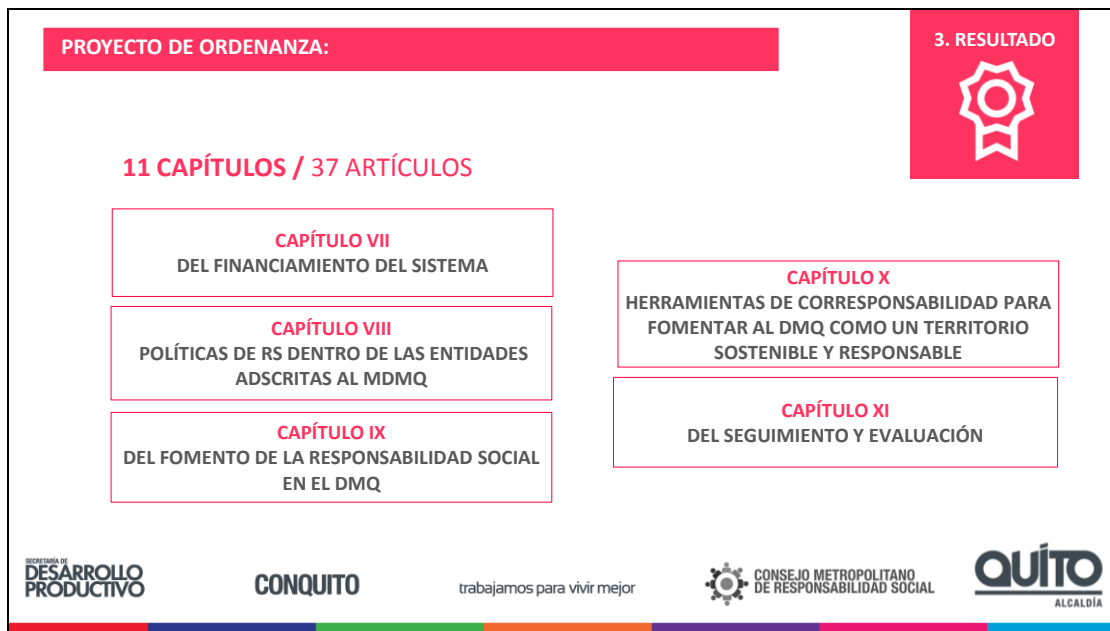 PROYECTO DE ORDENANZA:
3. RESULTADO
11 CAPÍTULOS / 37 ARTÍCULOS
CAPÍTULO VII
DEL FINANCIAMIENTO DEL SISTEMA
CAPÍTULO VIII
POLÍTICAS DE RS DENTRO DE LAS ENTIDADES
ADSCRITAS AL MDMQ
CAPÍTULO IX
DEL FOMENTO DE LA RESPONSABILIDAD SOCIAL
EN EL DMQ
CAPÍTULO X
HERRAMIENTAS DE CORRESPONSABILIDAD PARA
FOMENTAR AL DMQ COMO UN TERRITORIO
SOSTENIBLE Y RESPONSABLE
CAPÍTULO XI
DEL SEGUIMIENTO Y EVALUACIÓN
SECRETARÍA DE
DESARROLLO
PRODUCTIVO
CONQUITO
trabajamos para vivir mejor
CONSEJO METROPOLITANO
DE RESPONSABILIDAD SOCIAL
QUÍTO
ALCALDÍA